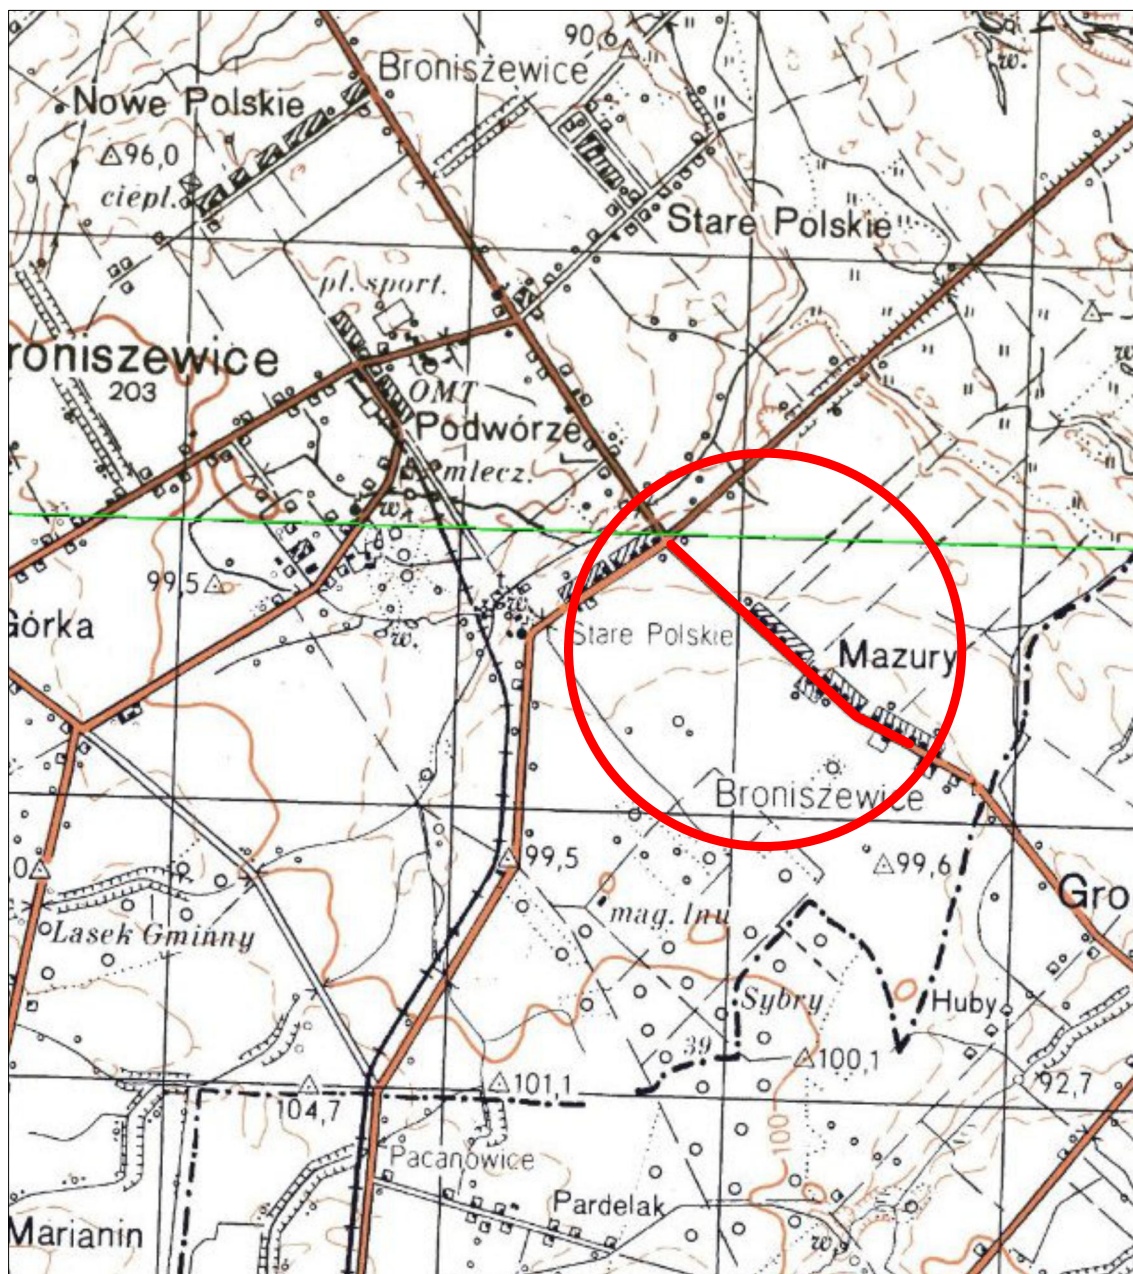 90,6
Broniszewice
w.
Nowe Polskie
96,0
ciepl.
Stare Polskie
pl. sport.
roniszewice
203
w.
OMT
Podwórze
mlecz.
w.
99,5
w.
Górka
w.
Stare Polskie
Mazury
Broniszewice
0
99,5
99,6
Gro
mag. lnu
Lasek Gminny
Sybry
Huby
39
100,1
101,1
92,7
104,7
100
Pacanowice
Pardelak
Marianin
w.